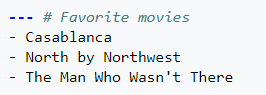 --- # Favorite movies
- Casablanca
- North by Northwest
- The Man Who Wasn't There